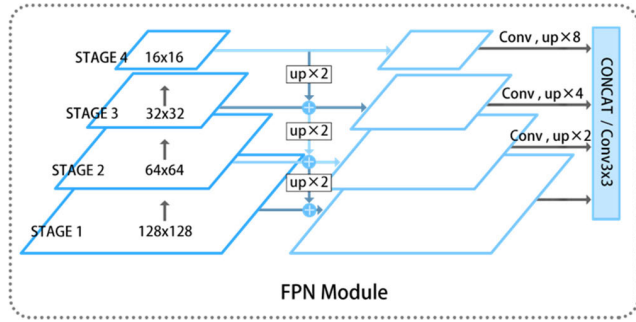 STAGE 4 16x16
up×2
Conv , up×8
STAGE 3 32x32
up×2
Conv , up×4
STAGE 2 64x64
up×2
Conv , up×2
STAGE 1 128x128
CONCAT / Conv3x3
FPN Module